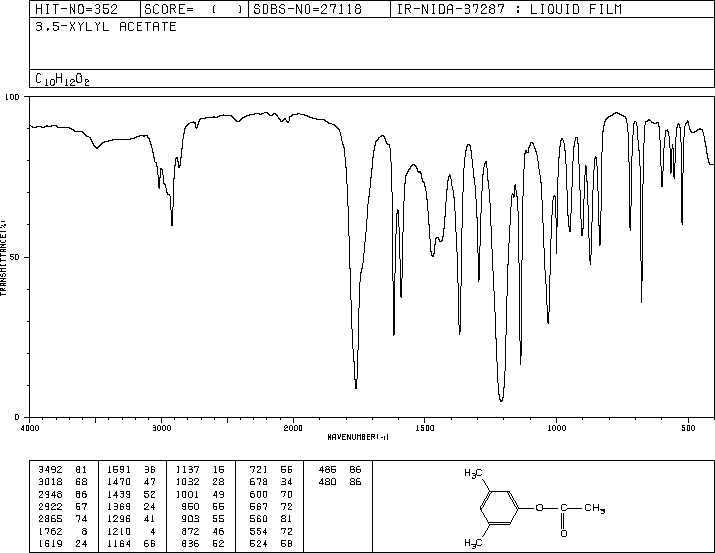 HIT-NO=352 SCORE= ( ) SDBS-NO=27118 IR-NIDA-37287 : LIQUID FILM
3,5-XYLYL ACETATE
C10H12O2
100
50
0
TRANSMITTANCE(%)
4000 3000 2000 1500 1000 500
WAVENUMBER(-1)
3492 81 1591 36 1137 15 721 55 486 86
3018 68 1470 47 1032 28 678 34 480 86
2948 66 1439 52 1001 49 600 70
2922 57 1369 24 950 55 567 72
2865 74 1296 41 903 55 560 81
1762 8 1210 4 872 46 554 72
1619 24 1164 66 836 52 524 58
H3C
O C CH3
O
H3C